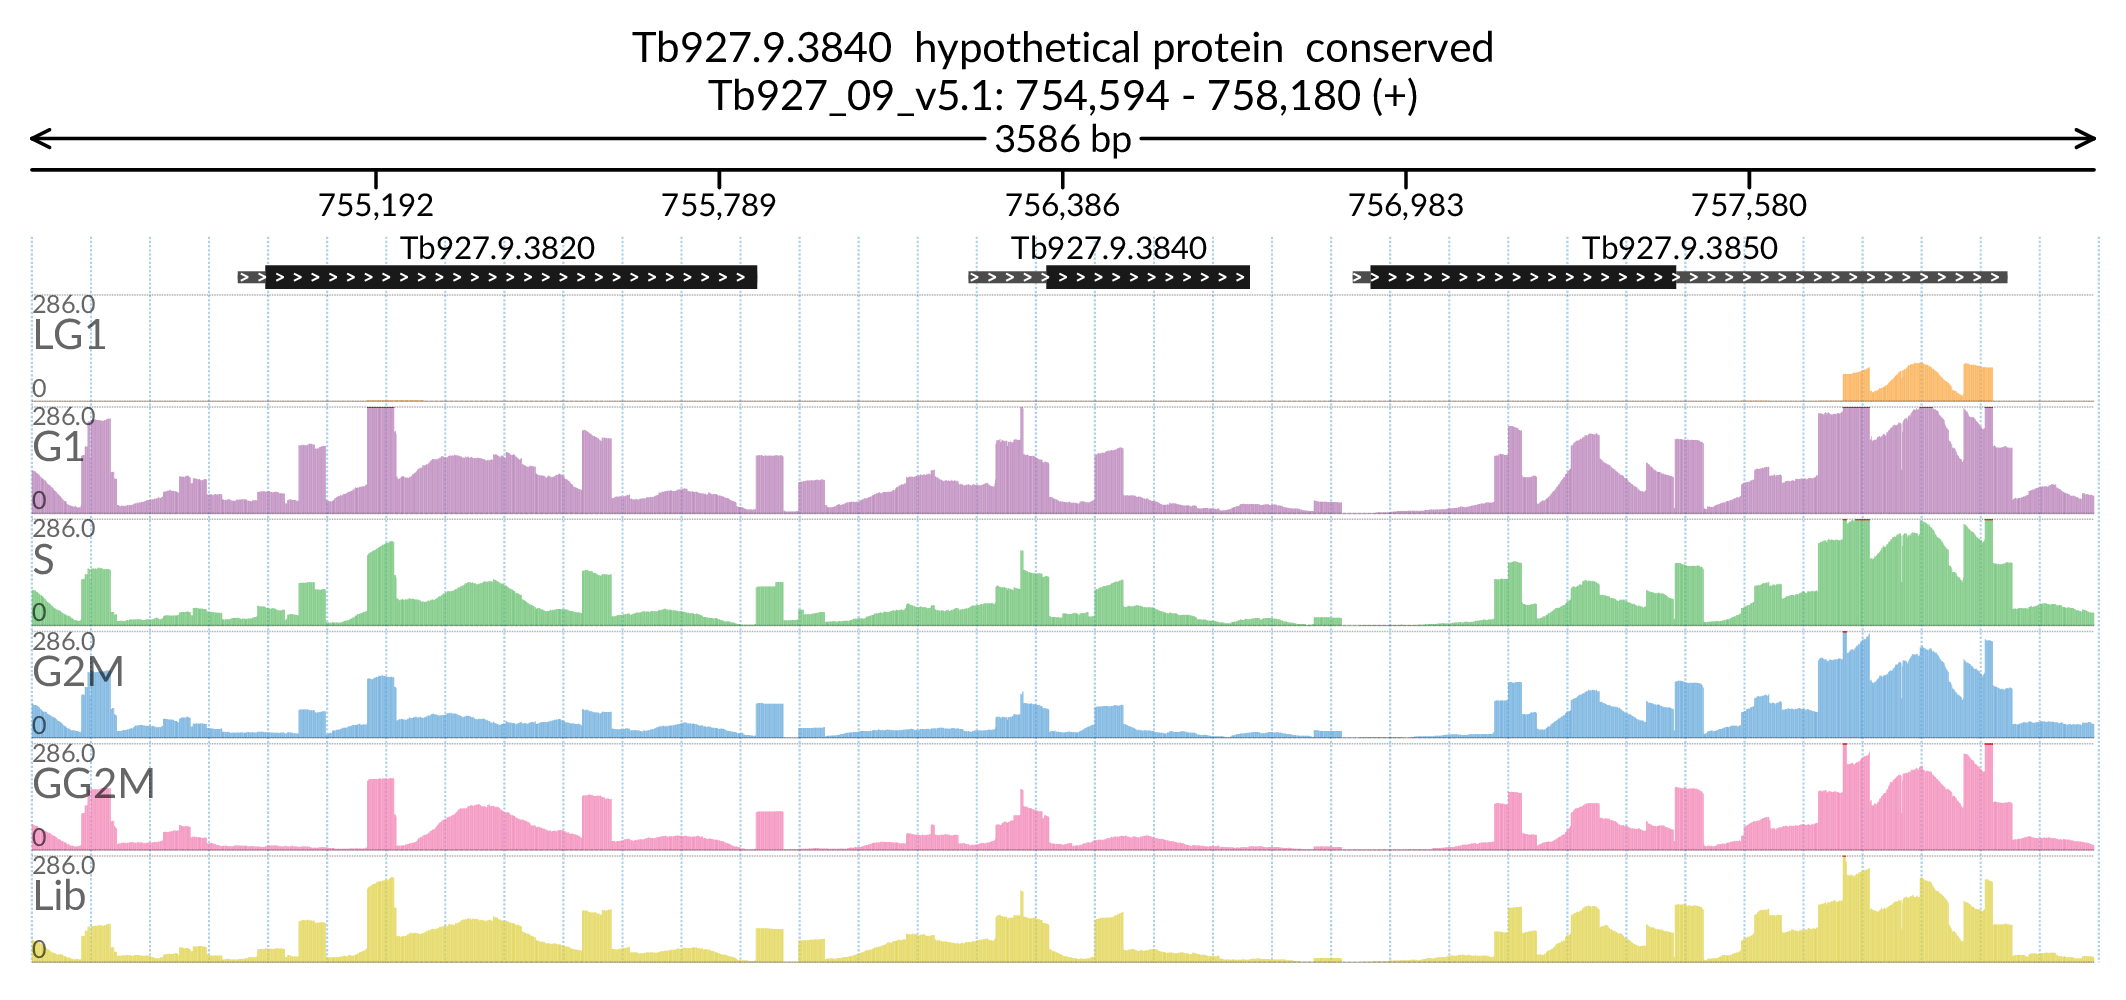 Tb927.9.3840 hypothetical protein conserved
Tb927_09_v5.1: 754,594 - 758,180 (+)
3586 bp
755,192 755,789 756,386 756,983 757,580
Tb927.9.3820 Tb927.9.3840 Tb927.9.3850
286.0
LG1
0
286.0
G1
0
286.0
S
0
286.0
G2M
0
286.0
GG2M
0
286.0
Lib
0